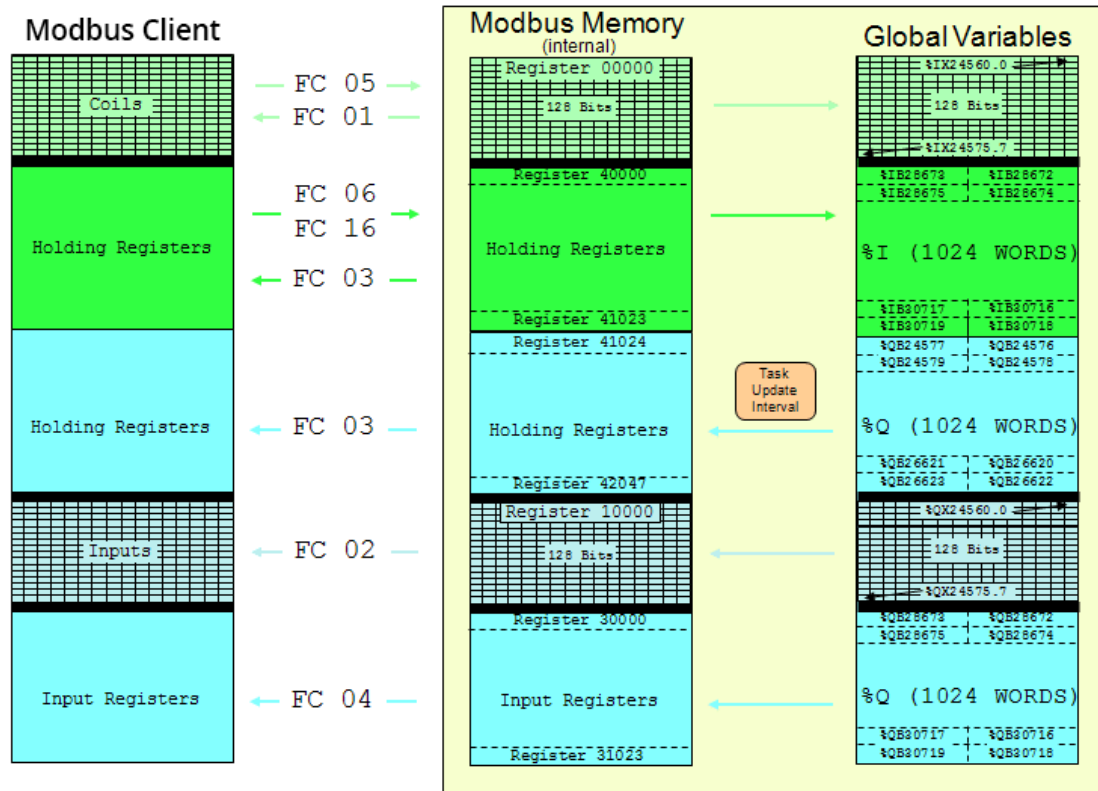 Modbus Client
Modbus Memory
(internal)
Global Variables
Coils
FC 05
FC 01
Register 00000
128 Bits
%IX24560.0
128 Bits
%IX24575.7
Holding Registers
FC 06
FC 16
FC 03
Register 40000
Holding Registers
Register 41023
%IB28673 %IB28672
%IB28675 %IB28674
%I (1024 WORDS)
%IB30717 %IB30716
%IB30719 %IB30718
Holding Registers
FC 03
Register 41024
Holding Registers
Register 42047
Task
Update
Interval
%QB24577 %QB24576
%QB24579 %QB24578
%Q (1024 WORDS)
%QB26621 %QB26620
%QB26623 %QB26622
Inputs
FC 02
Register 10000
128 Bits
%QX24560.0
128 Bits
%QX24575.7
Input Registers
FC 04
Register 30000
Input Registers
Register 31023
%QB28673 %QB28672
%QB28675 %QB28674
%Q (1024 WORDS)
%QB30717 %QB30716
%QB30719 %QB30718